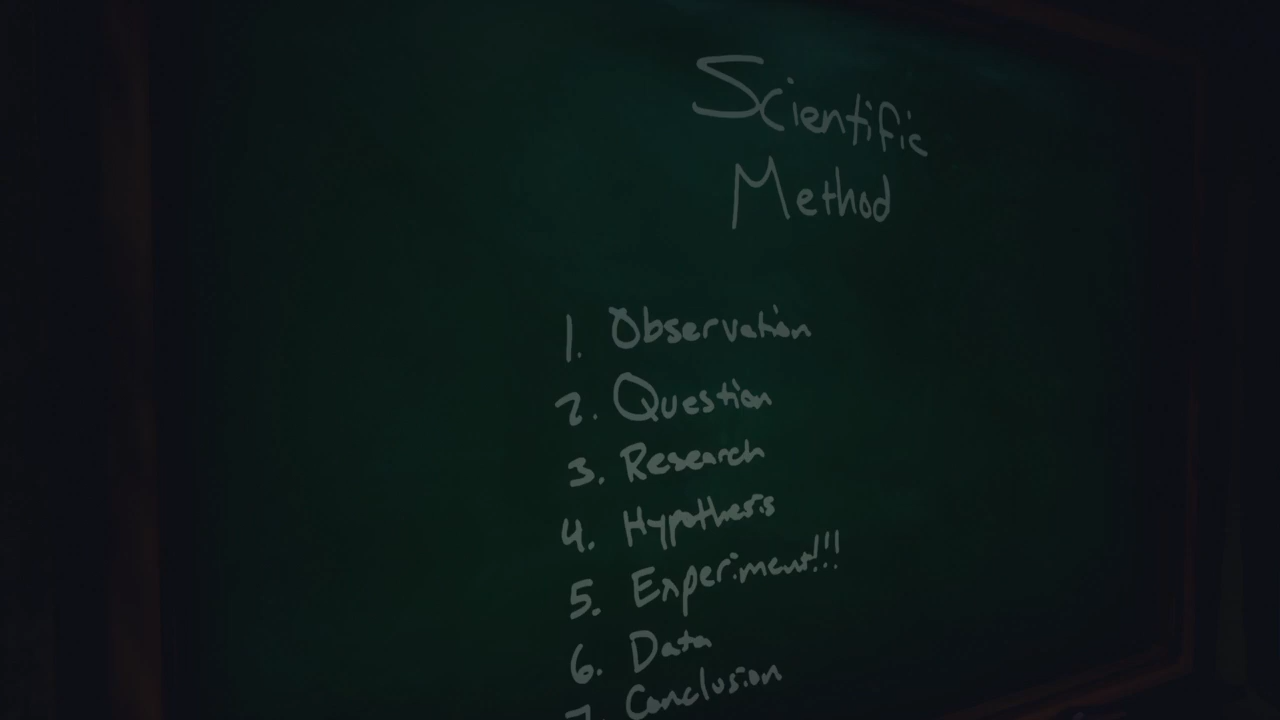 Scientific
Method
1. Observation
2. Question
3. Research
4. Hypothesis
5. Experiment!!!
6. Data
7. Conclusion